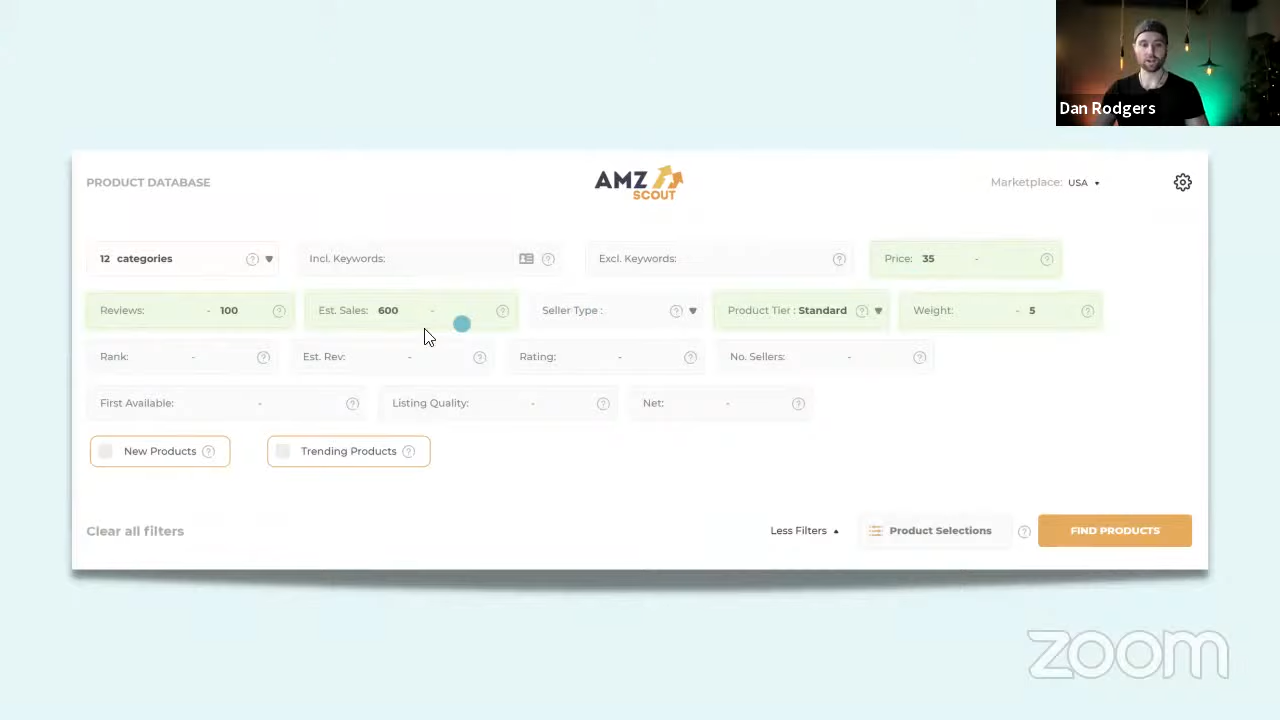 Dan Rodgers
PRODUCT DATABASE
AMZ
SCOUT
Marketplace: USA
12 categories
Incl. Keywords:
Excl. Keywords:
Price: 35 -
Reviews: - 100
Est. Sales: 600 -
Seller Type :
Product Tier : Standard
Weight: - 5
Rank: -
Est. Rev: -
Rating: -
No. Sellers: -
First Available: -
Listing Quality: -
Net: -
New Products
Trending Products
Clear all filters
Less Filters
Product Selections
FIND PRODUCTS
zoom